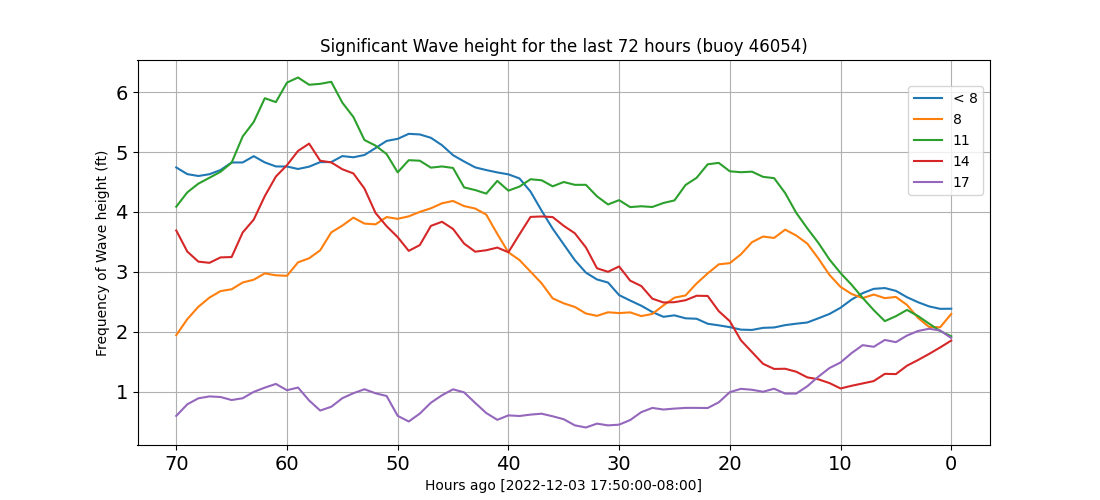 Significant Wave height for the last 72 hours (buoy 46054)
Frequency of Wave height (ft)
6
5
4
3
2
1
< 8
8
11
14
17
70 60 50 40 30 20 10 0
Hours ago [2022-12-03 17:50:00-08:00]